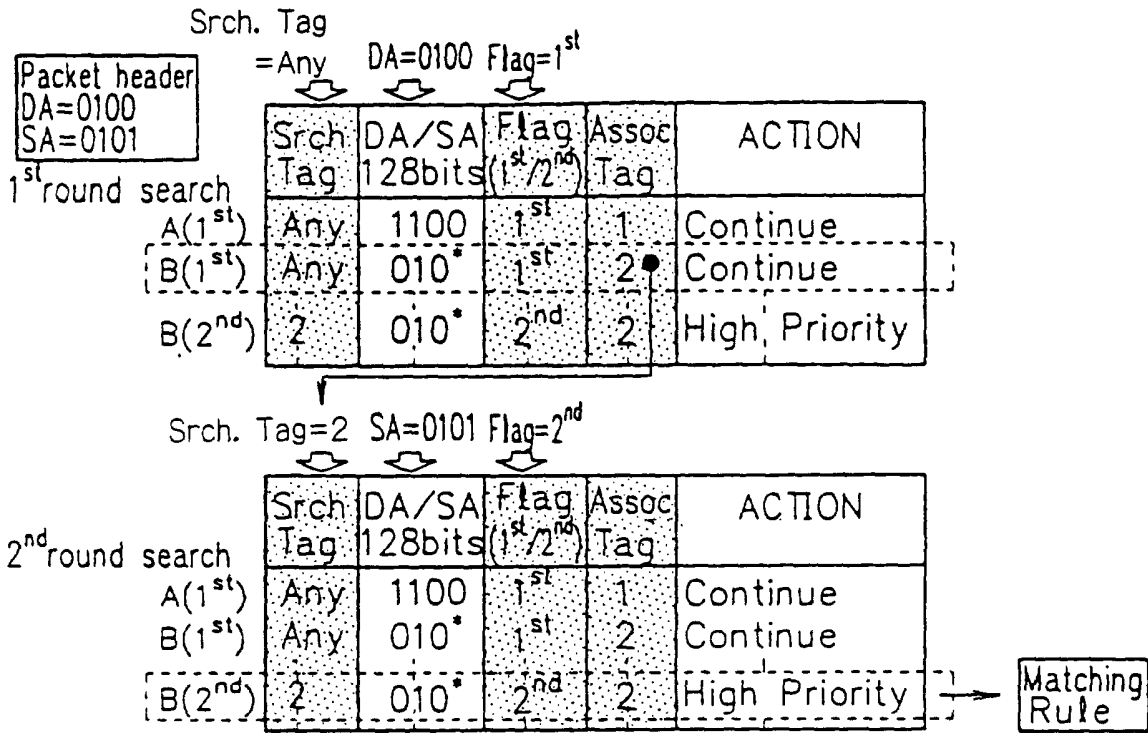 Srch. Tag
=Any DA=0100 Flag=1st
Packet header
DA=0100
SA=0101
Srch Tag DA/SA 128bits Flag (1st/2nd) Assoc Tag ACTION
1st round search
A(1st) Any 1100 1st 1 Continue
B(1st) Any 010* 1st 2 Continue
B(2nd) 2 010* 2nd 2 High Priority
Srch. Tag=2 SA=0101 Flag=2nd
Srch Tag DA/SA 128bits Flag (1st/2nd) Assoc Tag ACTION
2nd round search
A(1st) Any 1100 1st 1 Continue
B(1st) Any 010* 1st 2 Continue
B(2nd) 2 010* 2nd 2 High Priority
Matching
Rule